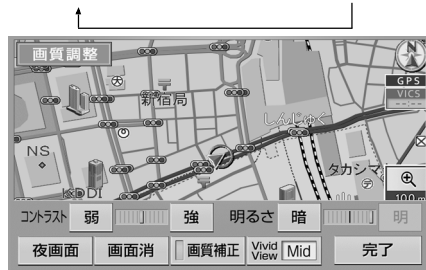 画質調整
GPS
VICS
--:--
新宿局
しんじゅく
NS
KDDI
タカシマ
100m
コントラスト 弱 強 明るさ 暗 明
夜画面 画面消 画質補正 Vivid View Mid 完了